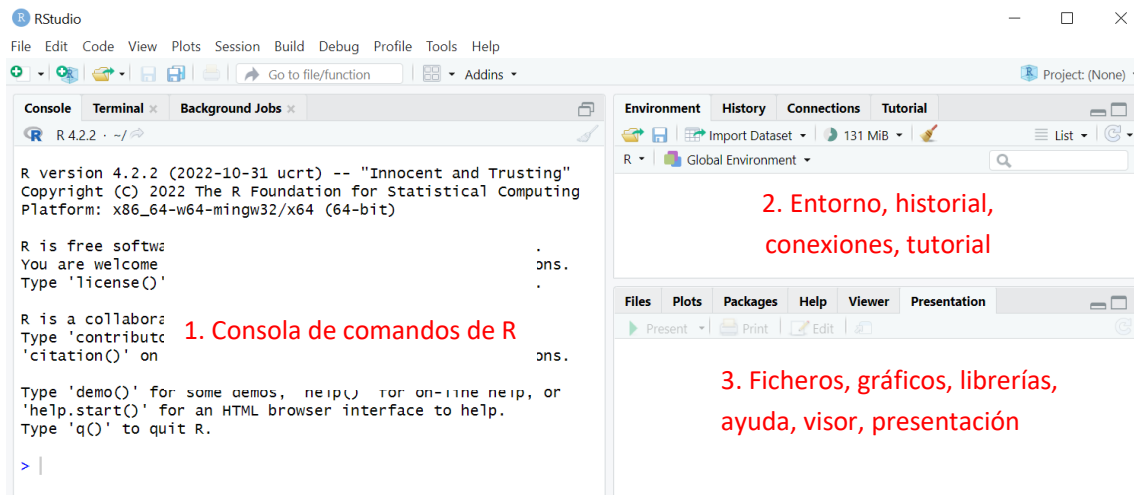 RStudio
File Edit Code View Plots Session Build Debug Profile Tools Help
Go to file/function Addins Project: (None)
Console Terminal Background Jobs
R 4.2.2 · ~/
R version 4.2.2 (2022-10-31 ucrt) -- "Innocent and Trusting"
Copyright (C) 2022 The R Foundation for Statistical Computing
Platform: x86_64-w64-mingw32/x64 (64-bit)
R is free softwa .
You are welcome ons.
Type 'license()' .
R is a collabora
Type 'contributo
'citation()' on ons.
1. Consola de comandos de R
Type 'demo()' for some demos, 'help()' for on-line help, or
'help.start()' for an HTML browser interface to help.
Type 'q()' to quit R.
>
Environment History Connections Tutorial
Import Dataset 131 MiB List
R Global Environment
2. Entorno, historial,
conexiones, tutorial
Files Plots Packages Help Viewer Presentation
Present Print Edit
3. Ficheros, gráficos, librerías,
ayuda, visor, presentación